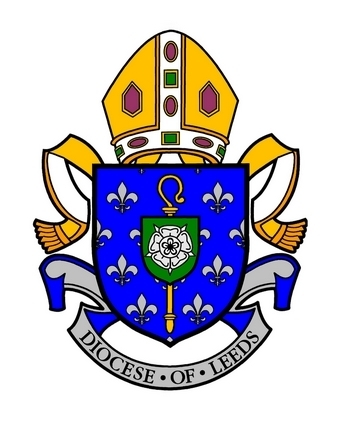 DIOCESE • OF • LEEDS